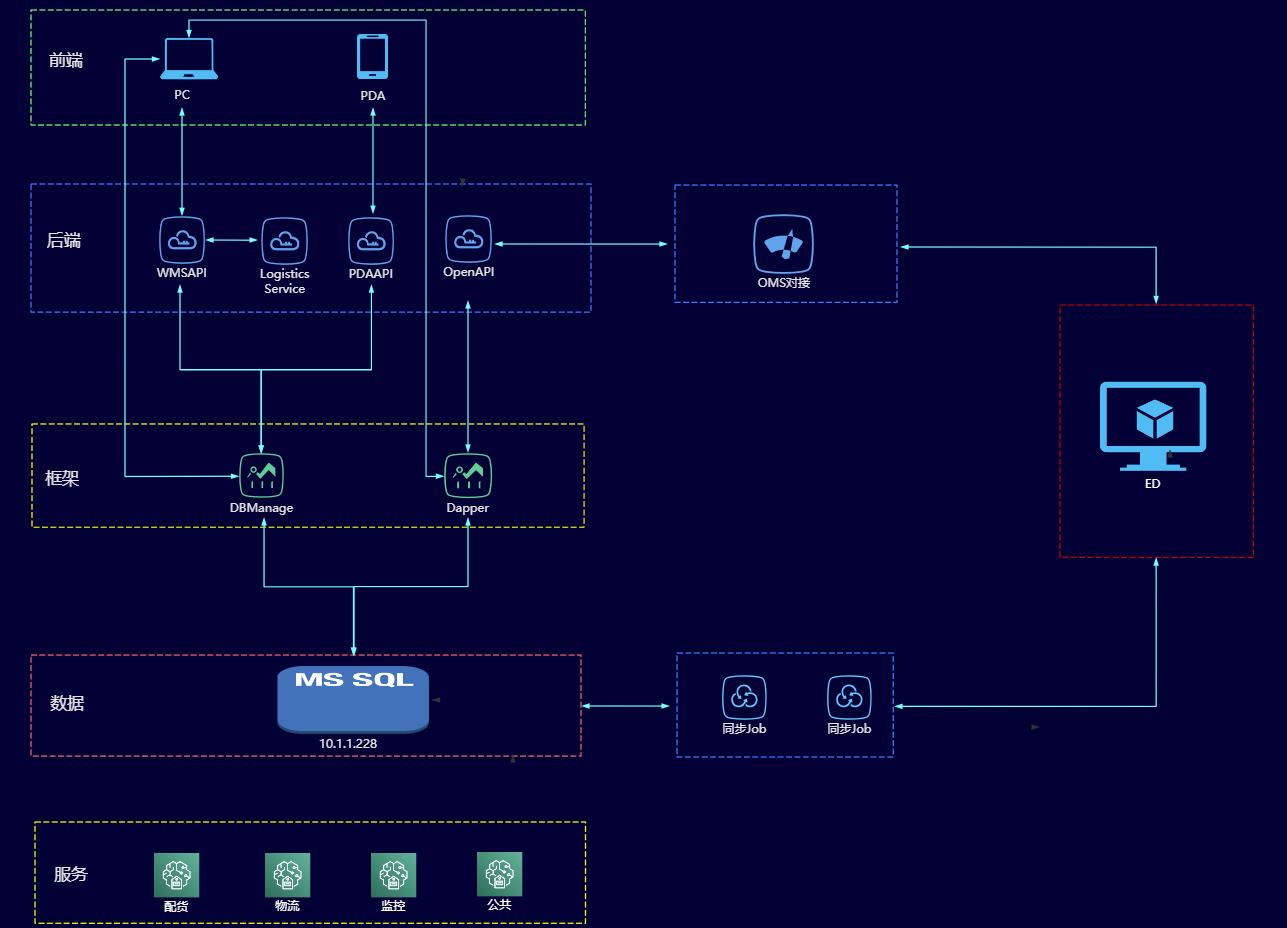 前端
PC
PDA
后端
WMSAPI
Logistics
Service
PDAAPI
OpenAPI
OMS对接
ED
框架
DBManage
Dapper
数据
MS SQL
10.1.1.228
同步Job
同步Job
服务
配货
物流
监控
公共